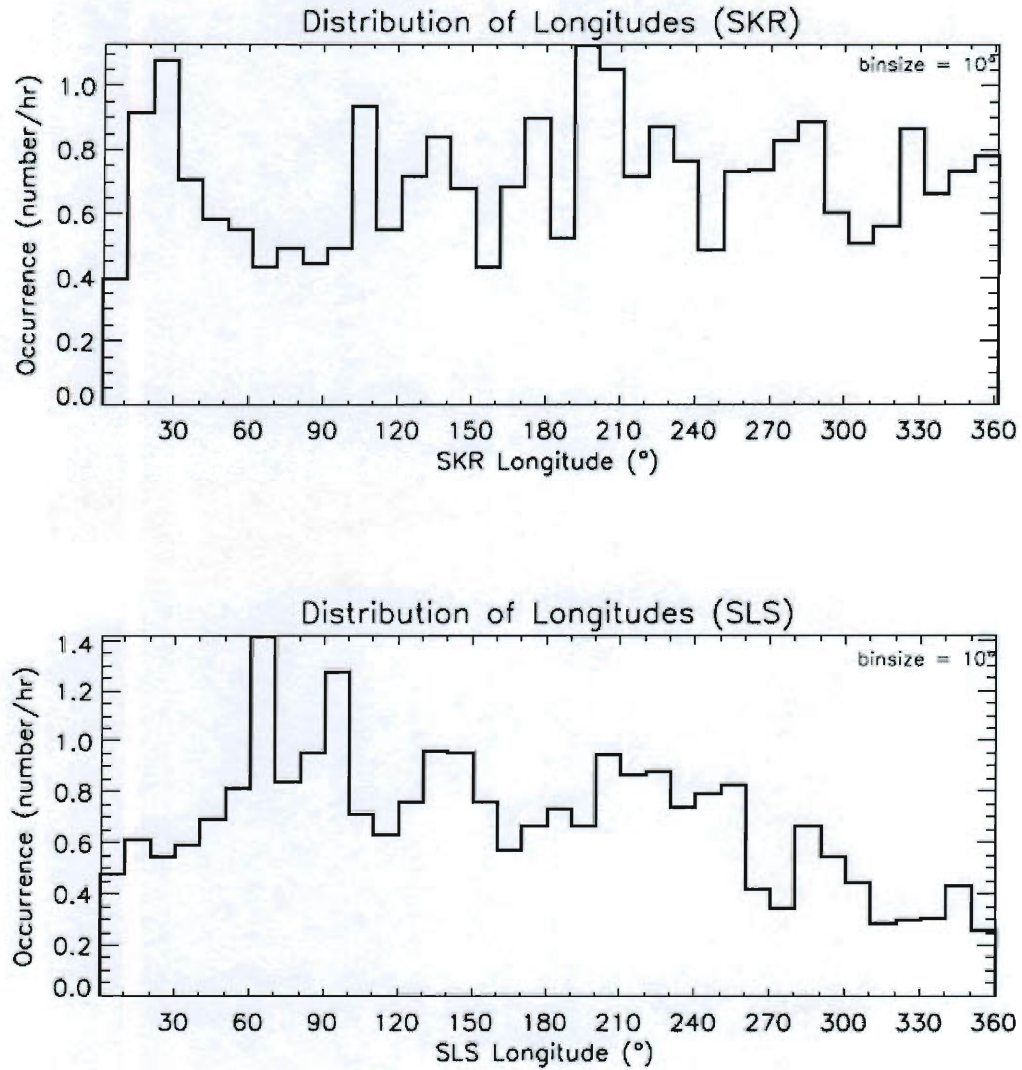 Distribution of Longitudes (SKR)
binsize = 10°
Occurrence (number/hr)
1.0
0.8
0.6
0.4
0.2
0.0
30 60 90 120 150 180 210 240 270 300 330 360
SKR Longitude (°)
Distribution of Longitudes (SLS)
binsize = 10°
Occurrence (number/hr)
1.4
1.2
1.0
0.8
0.6
0.4
0.2
0.0
30 60 90 120 150 180 210 240 270 300 330 360
SLS Longitude (°)